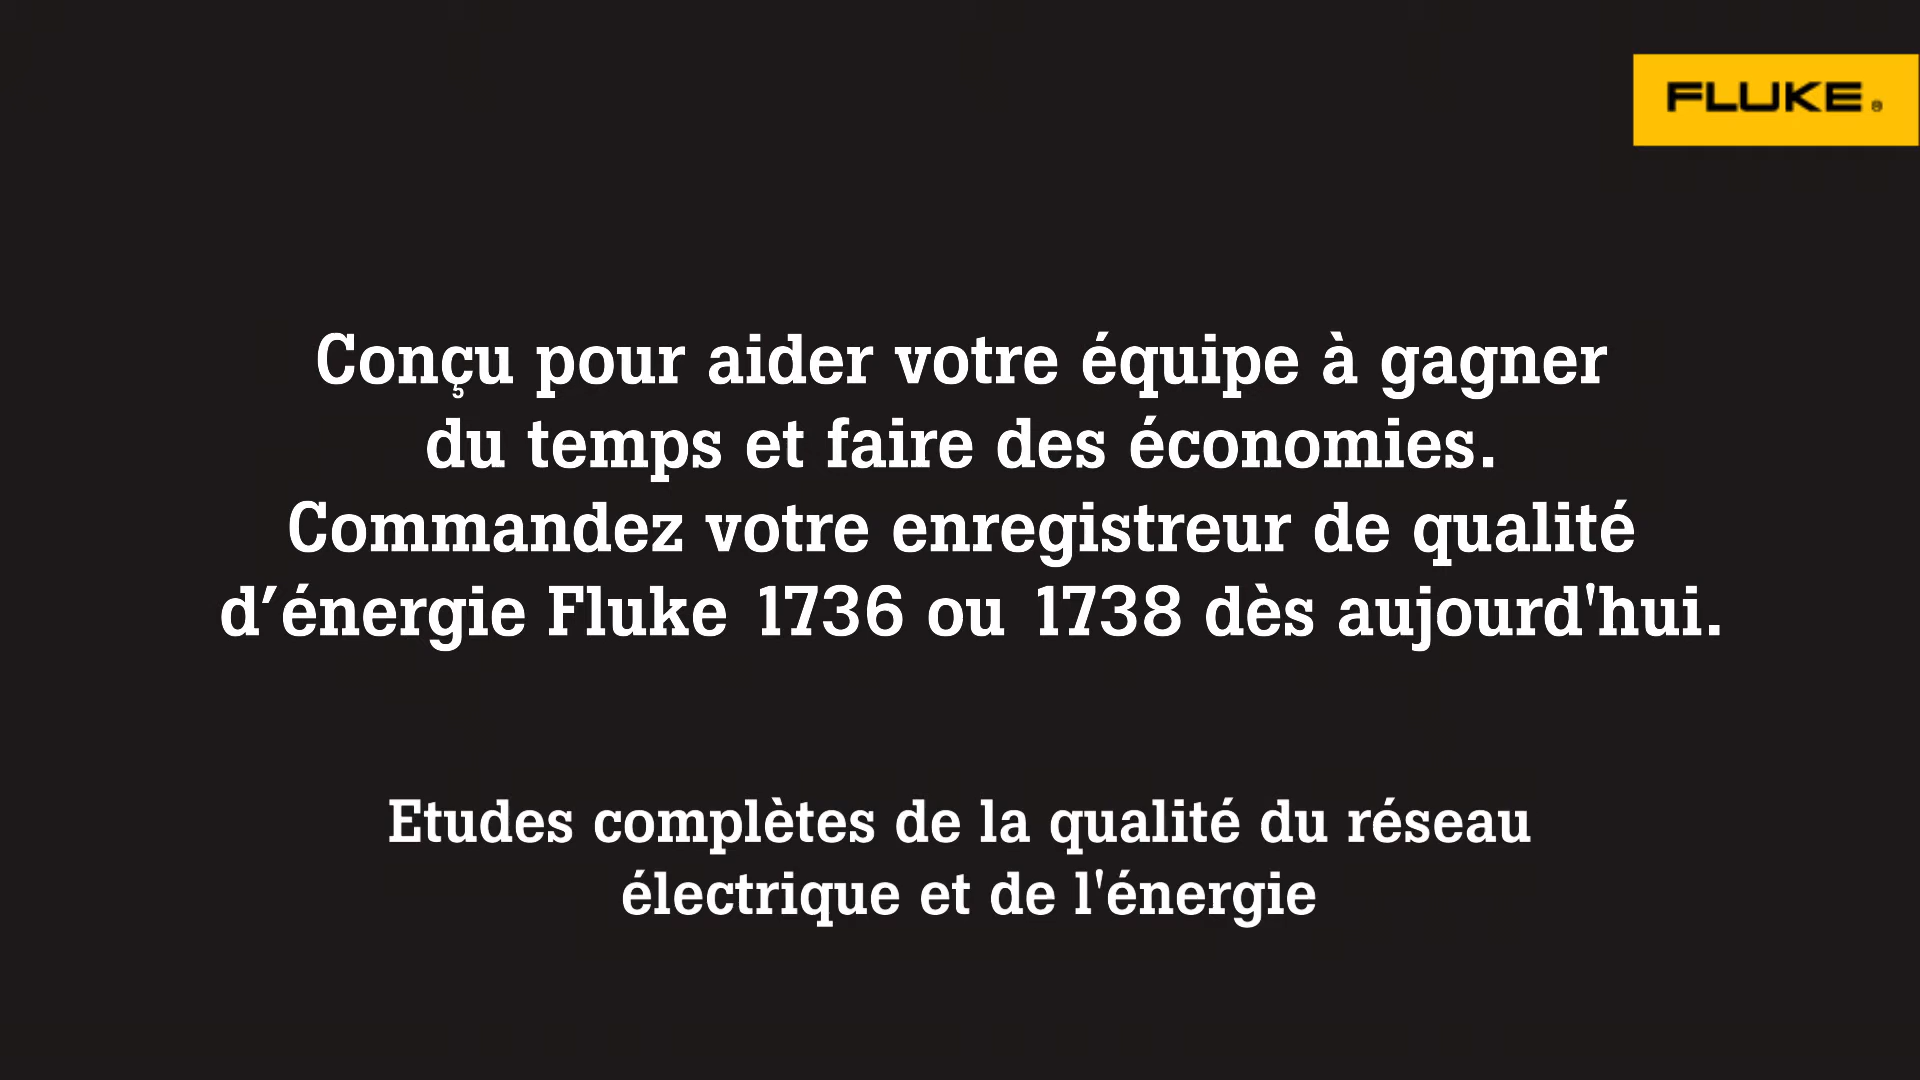 FLUKE®
Conçu pour aider votre équipe à gagner
du temps et faire des économies.
Commandez votre enregistreur de qualité
d’énergie Fluke 1736 ou 1738 dès aujourd'hui.
Etudes complètes de la qualité du réseau
électrique et de l'énergie